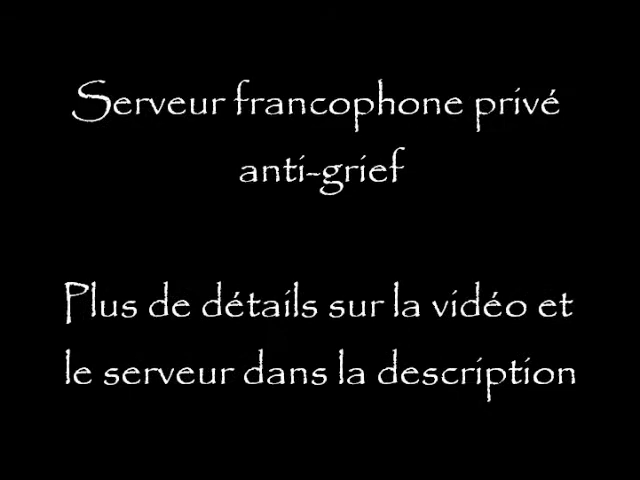 Serveur francophone privé
anti-grief
Plus de détails sur la vidéo et
le serveur dans la description